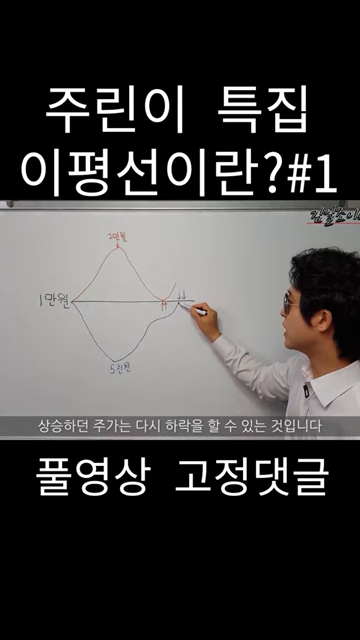 주린이 특집
이평선이란?#1
2만원
1만원
5천원
상승하던 주가는 다시 하락을 할 수 있는 것입니다
풀영상 고정댓글